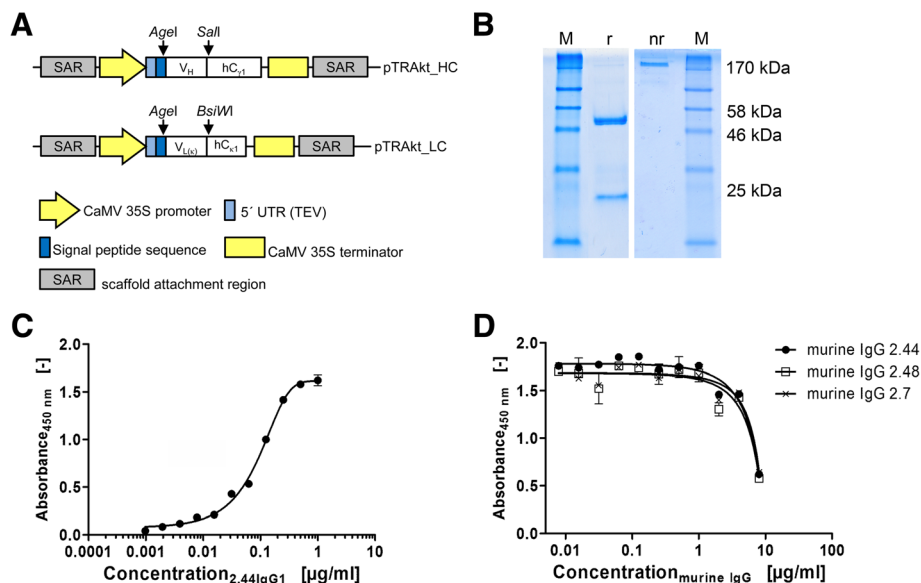 A
AgeI SalI
SAR VH hCγ1 SAR pTRAkt_HC
AgeI BsiWI
SAR VL(κ) hCκ1 SAR pTRAkt_LC
CaMV 35S promoter 5´ UTR (TEV)
Signal peptide sequence CaMV 35S terminator
SAR scaffold attachment region
B
M r nr M
170 kDa
58 kDa
46 kDa
25 kDa
C
Absorbance450 nm [-]
2.0
1.5
1.0
0.5
0.0
0.0001 0.001 0.01 0.1 1 10
Concentration2.44IgG1 [µg/ml]
D
Absorbance450 nm [-]
2.0
1.5
1.0
0.5
0.0
0.01 0.1 1 10 100
Concentrationmurine IgG [µg/ml]
murine IgG 2.44
murine IgG 2.48
murine IgG 2.7